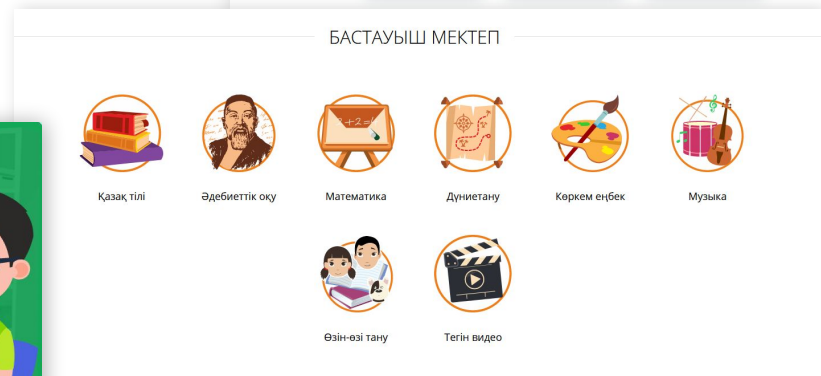 БАСТАУЫШ МЕКТЕП
Қазақ тілі
Әдебиеттік оқу
Математика
Дүниетану
Көркем еңбек
Музыка
Өзін-өзі тану
Тегін видео